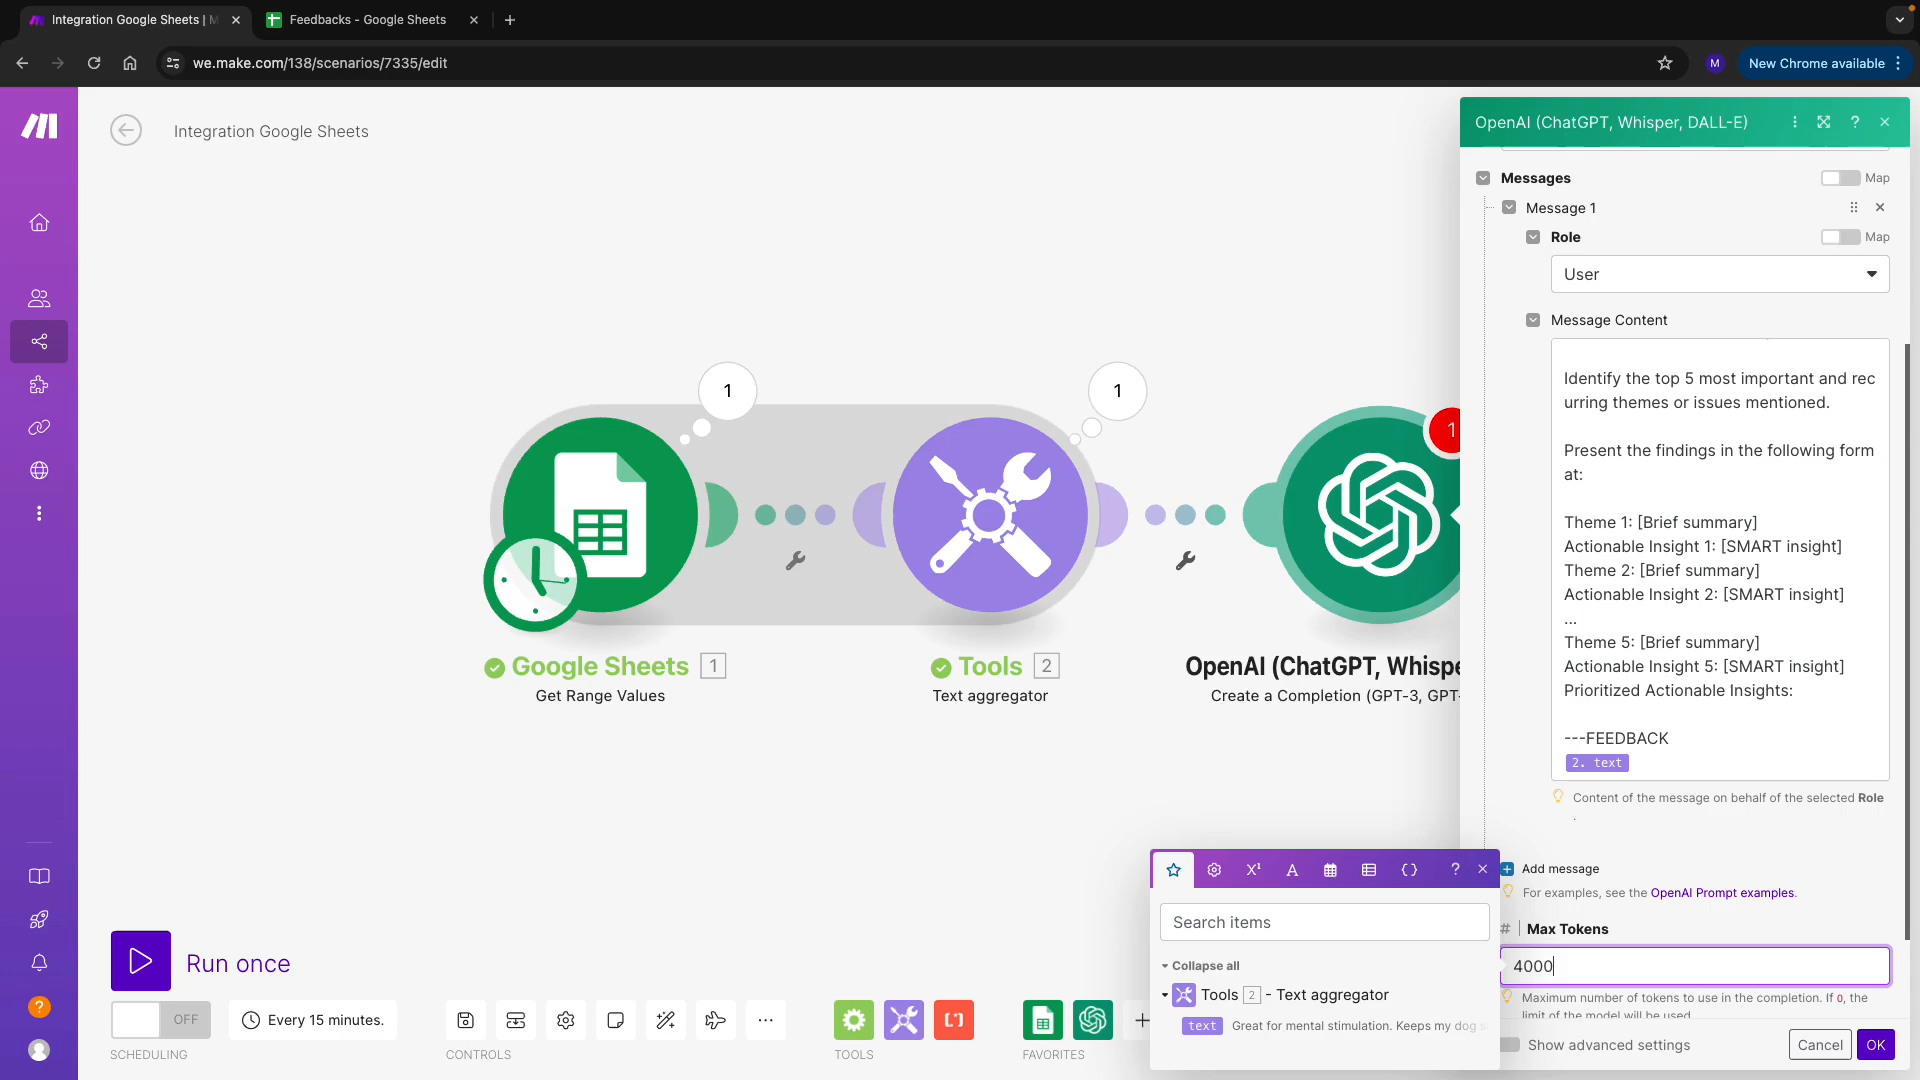 Integration Google Sheets | M
Feedbacks - Google Sheets
we.make.com/138/scenarios/7335/edit
M
New Chrome available
Integration Google Sheets
OpenAI (ChatGPT, Whisper, DALL-E)
?
Messages
Map
Message 1
Role
Map
User
Message Content
Identify the top 5 most important and rec
urring themes or issues mentioned.
Present the findings in the following form
at:
Theme 1: [Brief summary]
Actionable Insight 1: [SMART insight]
Theme 2: [Brief summary]
Actionable Insight 2: [SMART insight]
...
Theme 5: [Brief summary]
Actionable Insight 5: [SMART insight]
Prioritized Actionable Insights:
---FEEDBACK
2. text
Content of the message on behalf of the selected Role
.
Add message
For examples, see the OpenAI Prompt examples.
# Max Tokens
4000
Maximum number of tokens to use in the completion. If 0, the
limit of the model will be used.
Show advanced settings
Cancel
OK
1
1
1
Google Sheets 1
Get Range Values
Tools 2
Text aggregator
OpenAI (ChatGPT, Whispe
Create a Completion (GPT-3, GPT-
X¹ A { } ?
Search items
Collapse all
Tools 2 - Text aggregator
text Great for mental stimulation. Keeps my dog s
Run once
OFF
Every 15 minutes.
SCHEDULING
CONTROLS
TOOLS
FAVORITES
?